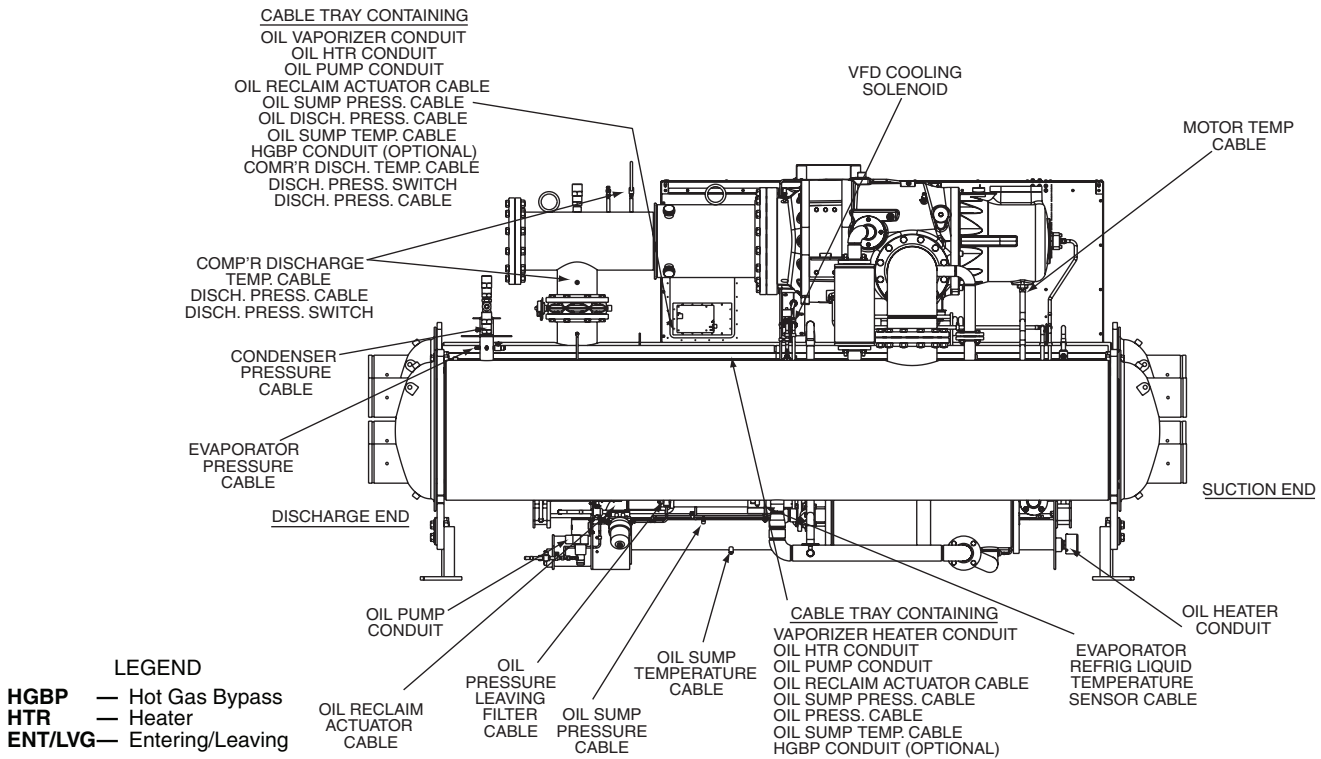 CABLE TRAY CONTAINING
OIL VAPORIZER CONDUIT
OIL HTR CONDUIT
OIL PUMP CONDUIT
OIL RECLAIM ACTUATOR CABLE
OIL SUMP PRESS. CABLE
OIL DISCH. PRESS. CABLE
OIL SUMP TEMP. CABLE
HGBP CONDUIT (OPTIONAL)
COMR'R DISCH. TEMP. CABLE
DISCH. PRESS. SWITCH
DISCH. PRESS. CABLE
VFD COOLING
SOLENOID
MOTOR TEMP
CABLE
COMP'R DISCHARGE
TEMP. CABLE
DISCH. PRESS. CABLE
DISCH. PRESS. SWITCH
CONDENSER
PRESSURE
CABLE
EVAPORATOR
PRESSURE
CABLE
DISCHARGE END
SUCTION END
OIL PUMP
CONDUIT
OIL RECLAIM
ACTUATOR
CABLE
OIL
PRESSURE
LEAVING
FILTER
CABLE
OIL SUMP
PRESSURE
CABLE
OIL SUMP
TEMPERATURE
CABLE
CABLE TRAY CONTAINING
VAPORIZER HEATER CONDUIT
OIL HTR CONDUIT
OIL PUMP CONDUIT
OIL RECLAIM ACTUATOR CABLE
OIL SUMP PRESS. CABLE
OIL PRESS. CABLE
OIL SUMP TEMP. CABLE
HGBP CONDUIT (OPTIONAL)
EVAPORATOR
REFRIG LIQUID
TEMPERATURE
SENSOR CABLE
OIL HEATER
CONDUIT
LEGEND
HGBP — Hot Gas Bypass
HTR — Heater
ENT/LVG — Entering/Leaving